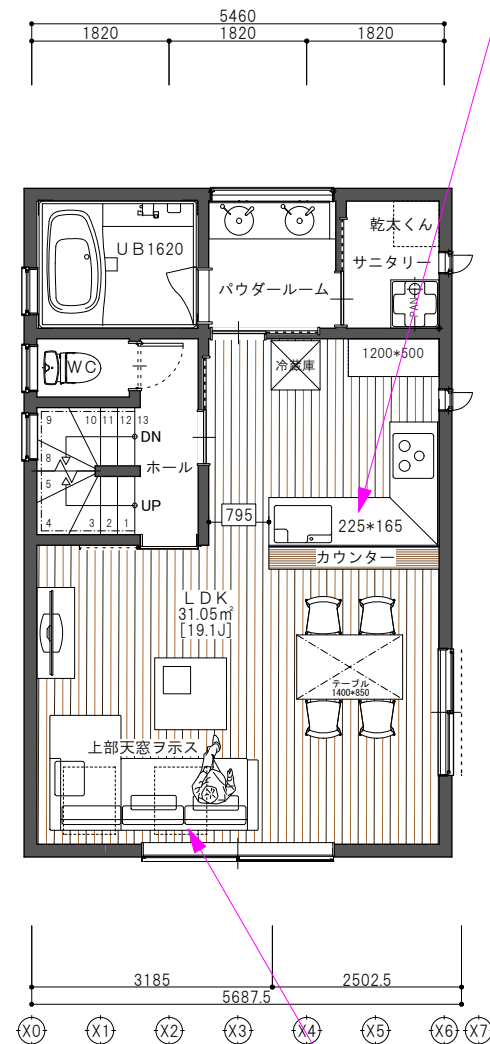 5460
1820 1820 1820
乾太くん
UB1620
サニタリー
パウダールーム
PAN
WC
冷蔵庫
1200*500
9 10 11 12 13
DN
8
ホール
5
UP
4 3 2 1
795
225*165
カウンター
LDK
31.05㎡
[19.1J]
テーブル
1400*850
上部天窓ヲ示ス
3185 2502.5
5687.5
X0 X1 X2 X3 X4 X5 X6 X7